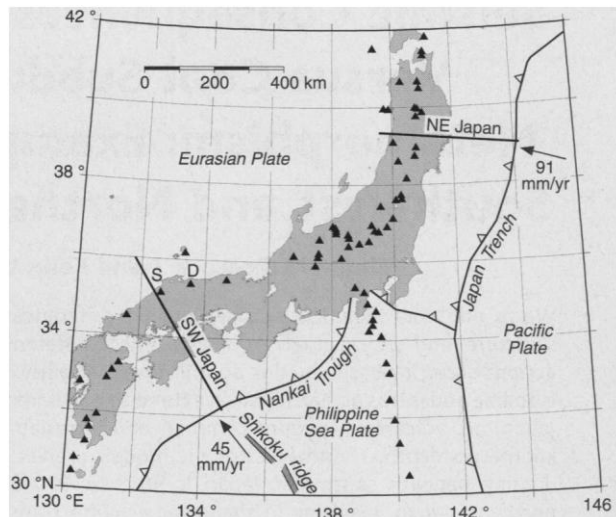 42°
0 200 400 km
NE Japan
Eurasian Plate
91
mm/yr
38°
Japan Trench
S D
SW Japan
34°
Pacific
Plate
Nankai Trough
Philippine
Sea Plate
Shikoku ridge
45
mm/yr
30°N
130°E 134 138 142 146